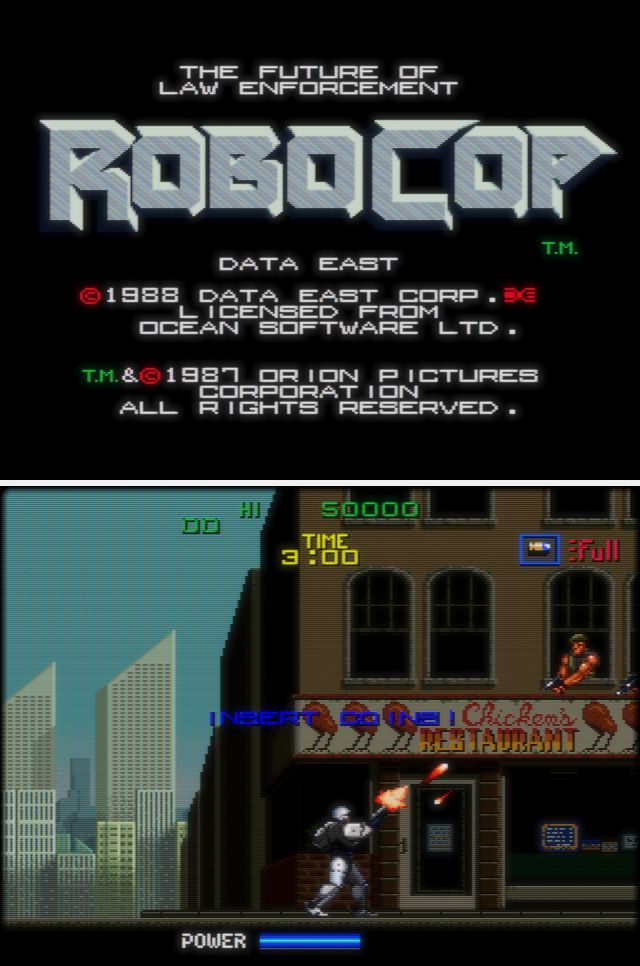 THE FUTURE OF
LAW ENFORCEMENT
ROBOCOP
T.M.
DATA EAST
©1988 DATA EAST CORP.
LICENSED FROM
OCEAN SOFTWARE LTD.
T.M.&©1987 ORION PICTURES
CORPORATION
ALL RIGHTS RESERVED.
HI 50000
00
TIME
3:00
Full
INSERT COINS!
Chicken's
RESTAURANT
POWER